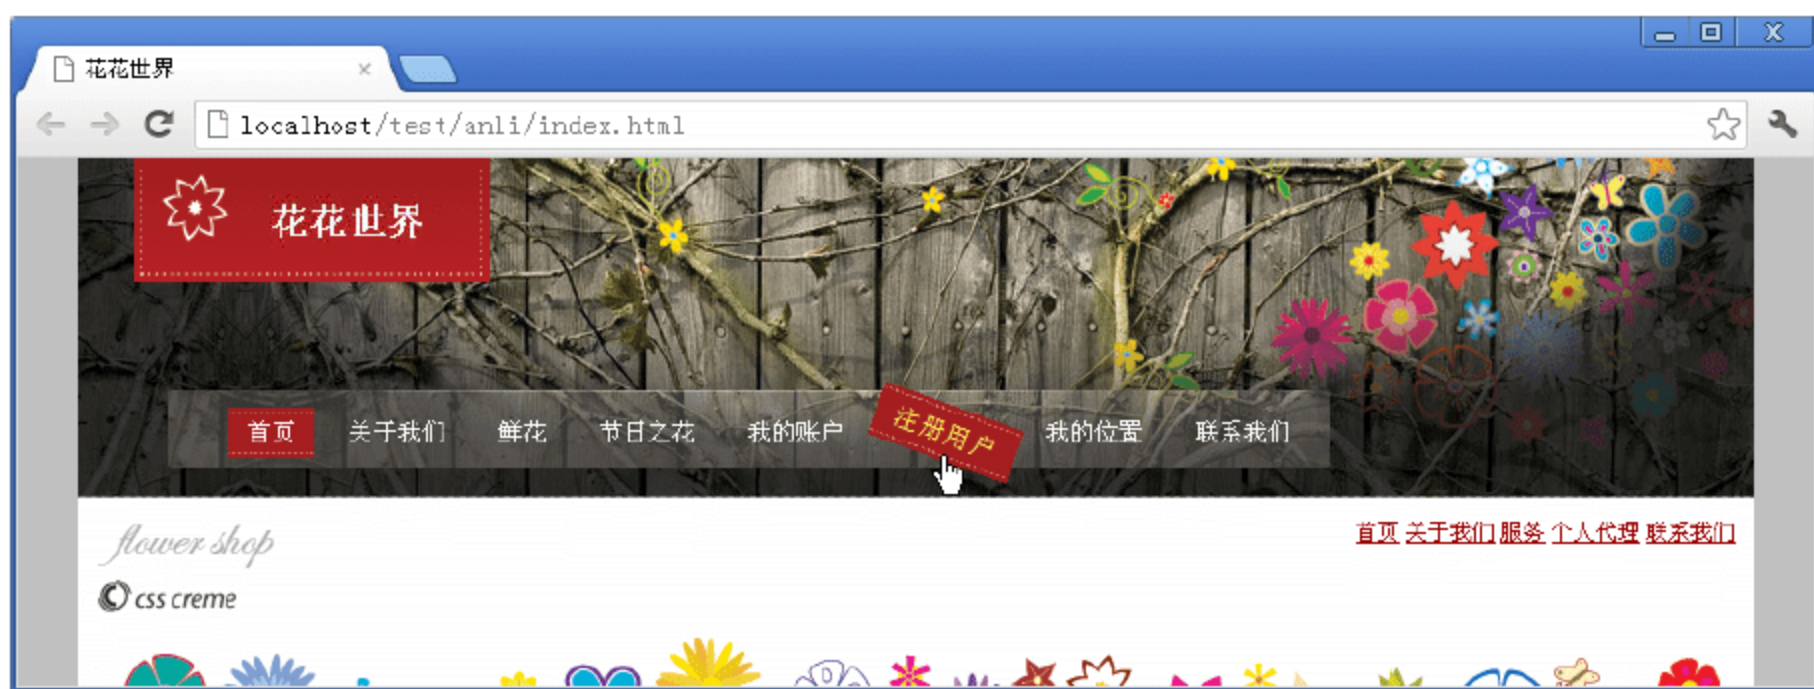 花花世界
localhost/test/anli/index.html
花花世界
首页 关于我们 鲜花 节日之花 我的账户 注册用户 我的位置 联系我们
flower shop
首页 关于我们 服务 个人代理 联系我们
css creme